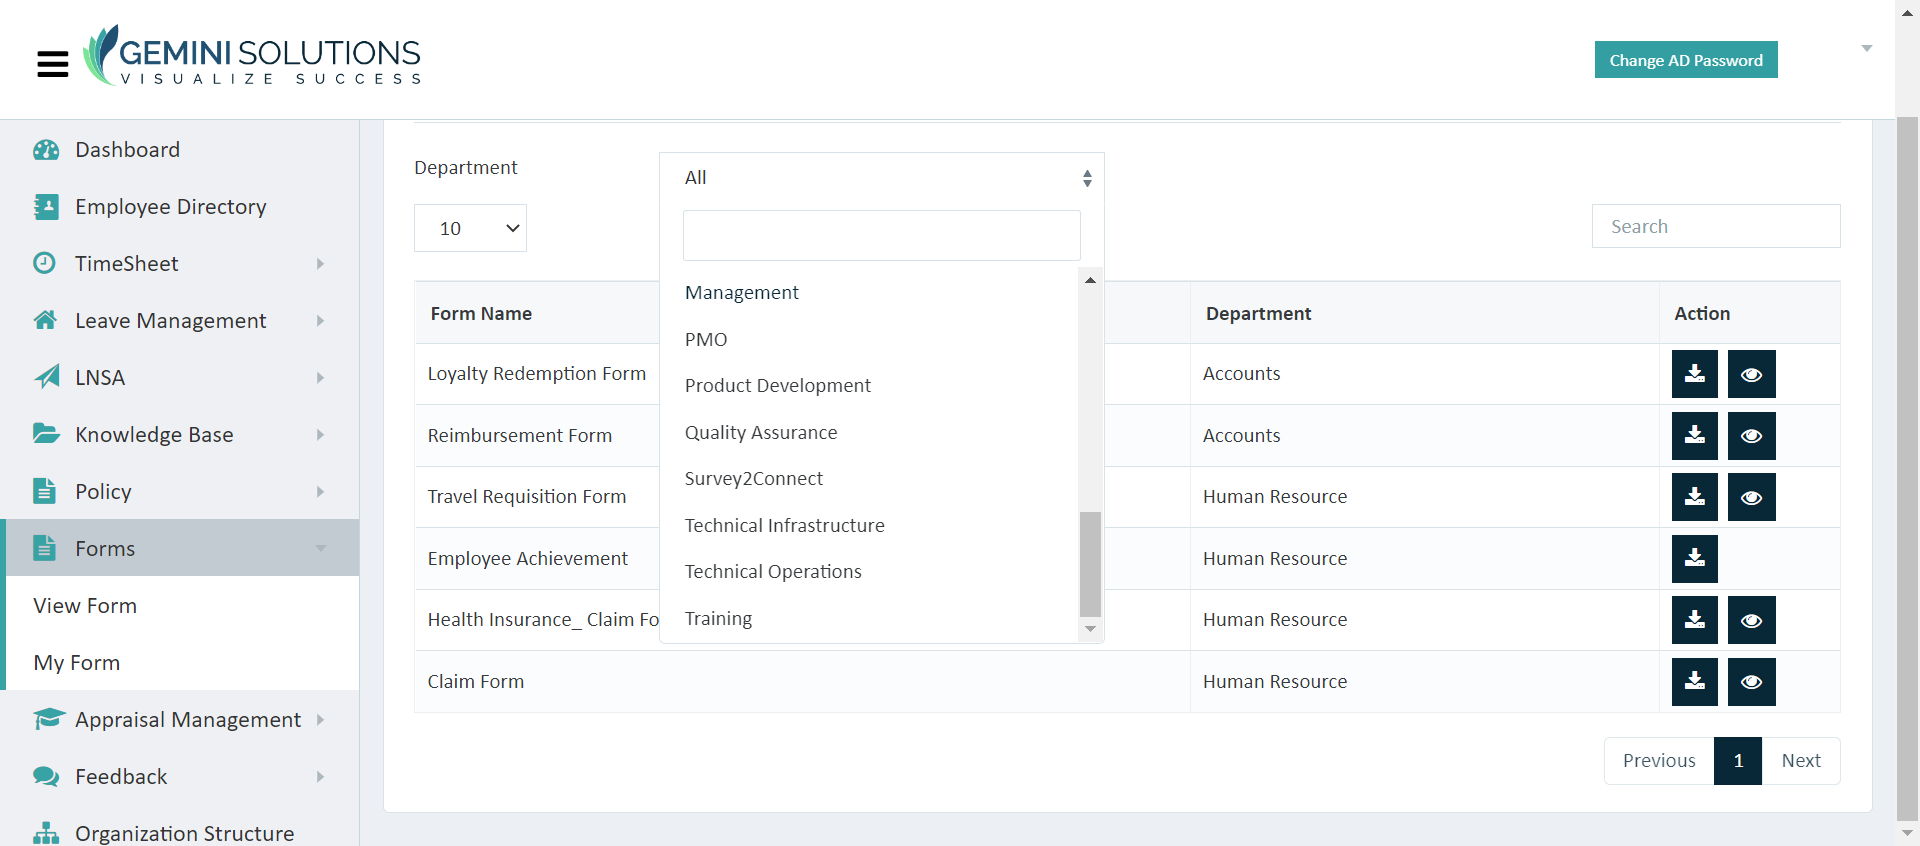 GEMINI SOLUTIONS
VISUALIZE SUCCESS
Change AD Password
Dashboard
Employee Directory
TimeSheet
Leave Management
LNSA
Knowledge Base
Policy
Forms
View Form
My Form
Appraisal Management
Feedback
Organization Structure
Department
All
10
Search
Management
PMO
Product Development
Quality Assurance
Survey2Connect
Technical Infrastructure
Technical Operations
Training
Form Name Department Action
Loyalty Redemption Form Accounts
Reimbursement Form Accounts
Travel Requisition Form Human Resource
Employee Achievement Human Resource
Health Insurance_ Claim Fo Human Resource
Claim Form Human Resource
Previous 1 Next